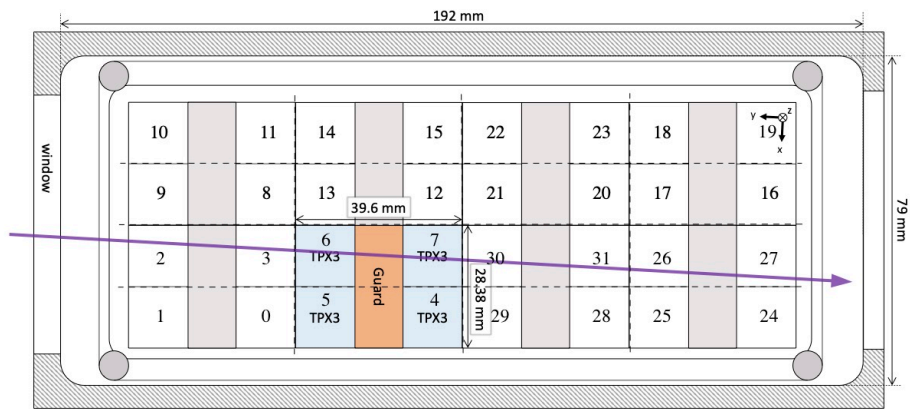 192 mm
10 11 14 15 22 23 18 19
y z x
window
9 8 13 12 21 20 17 16
39.6 mm
79 mm
2 3 6 TPX3 7 TPX3 30 31 26 27
Guard
28.38 mm
1 0 5 TPX3 4 TPX3 29 28 25 24